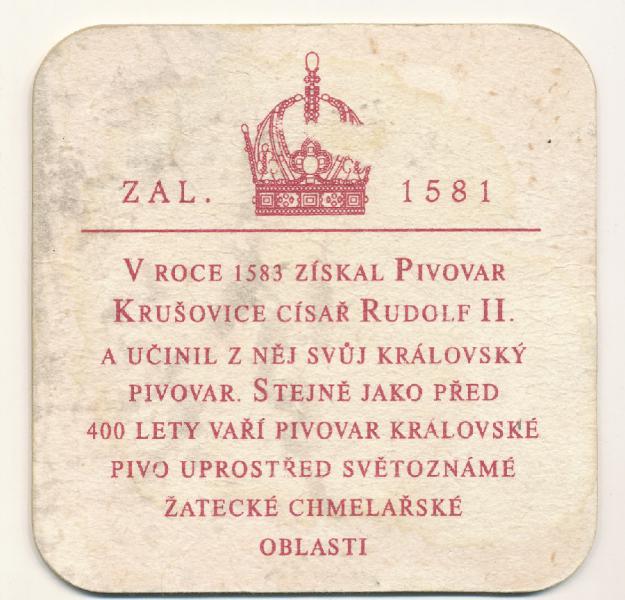 ZAL. 1581
V ROCE 1583 ZÍSKAL PIVOVAR
KRUŠOVICE CÍSAŘ RUDOLF II.
A UČINIL Z NĚJ SVŮJ KRÁLOVSKÝ
PIVOVAR. STEJNĚ JAKO PŘED
400 LETY VAŘÍ PIVOVAR KRÁLOVSKÉ
PIVO UPROSTŘED SVĚTOZNÁMÉ
ŽATECKÉ CHMELAŘSKÉ
OBLASTI